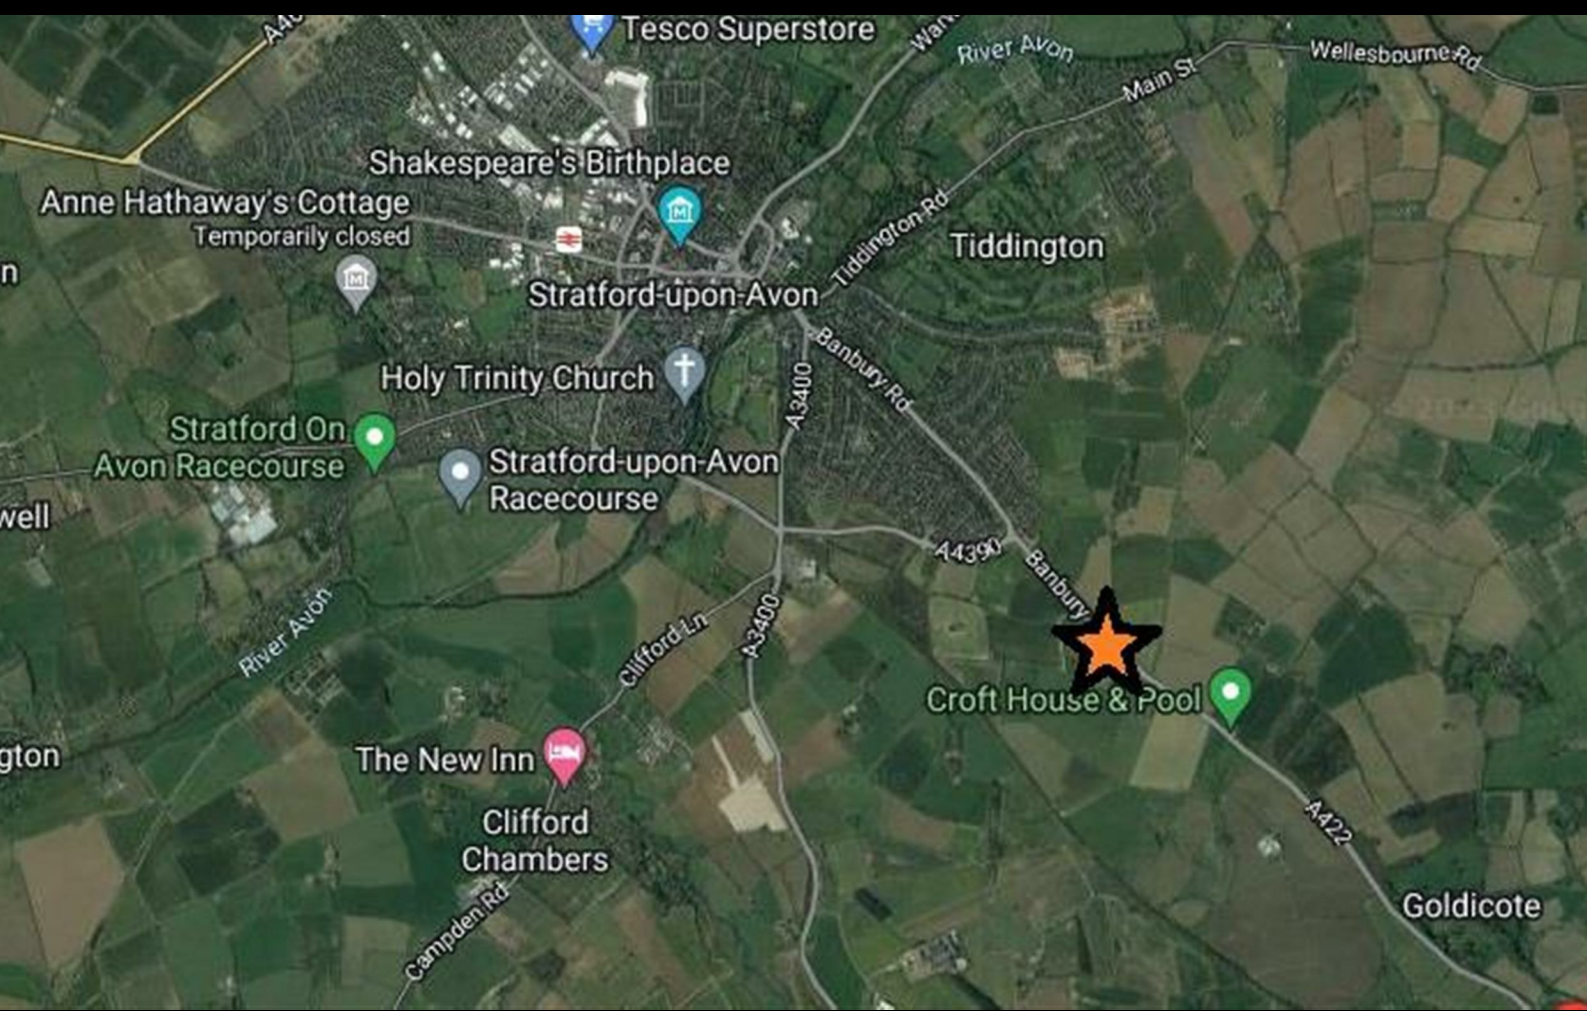 A46
Tesco Superstore
River Avon
Main St
Wellesbourne Rd
Shakespeare's Birthplace
Anne Hathaway's Cottage
Temporarily closed
Tiddington Rd
Tiddington
Stratford-upon-Avon
Banbury Rd
Holy Trinity Church
A3400
Stratford On
Avon Racecourse
Stratford-upon-Avon
Racecourse
well
A4390
Banbury
River Avon
Clifford Ln
A3400
Croft House & Pool
The New Inn
gton
Clifford
Chambers
A422
Goldicote
Campden Rd